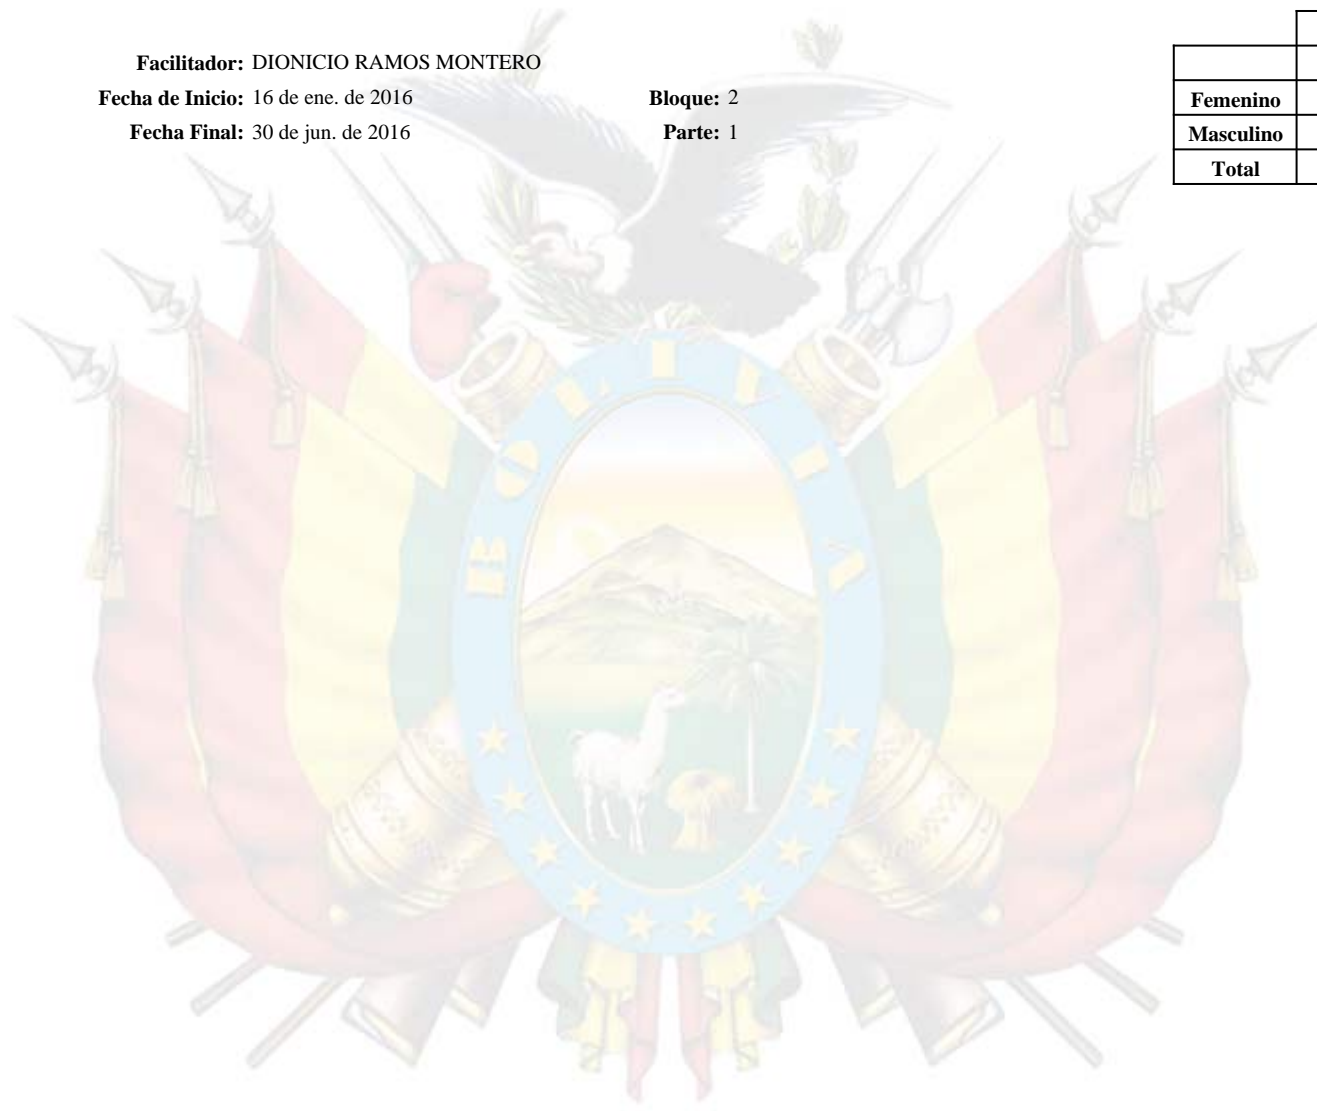 Facilitador: DIONICIO RAMOS MONTERO
Fecha de Inicio: 16 de ene. de 2016 Bloque: 2
Fecha Final: 30 de jun. de 2016 Parte: 1
Femenino
Masculino
Total
BOLIVIA